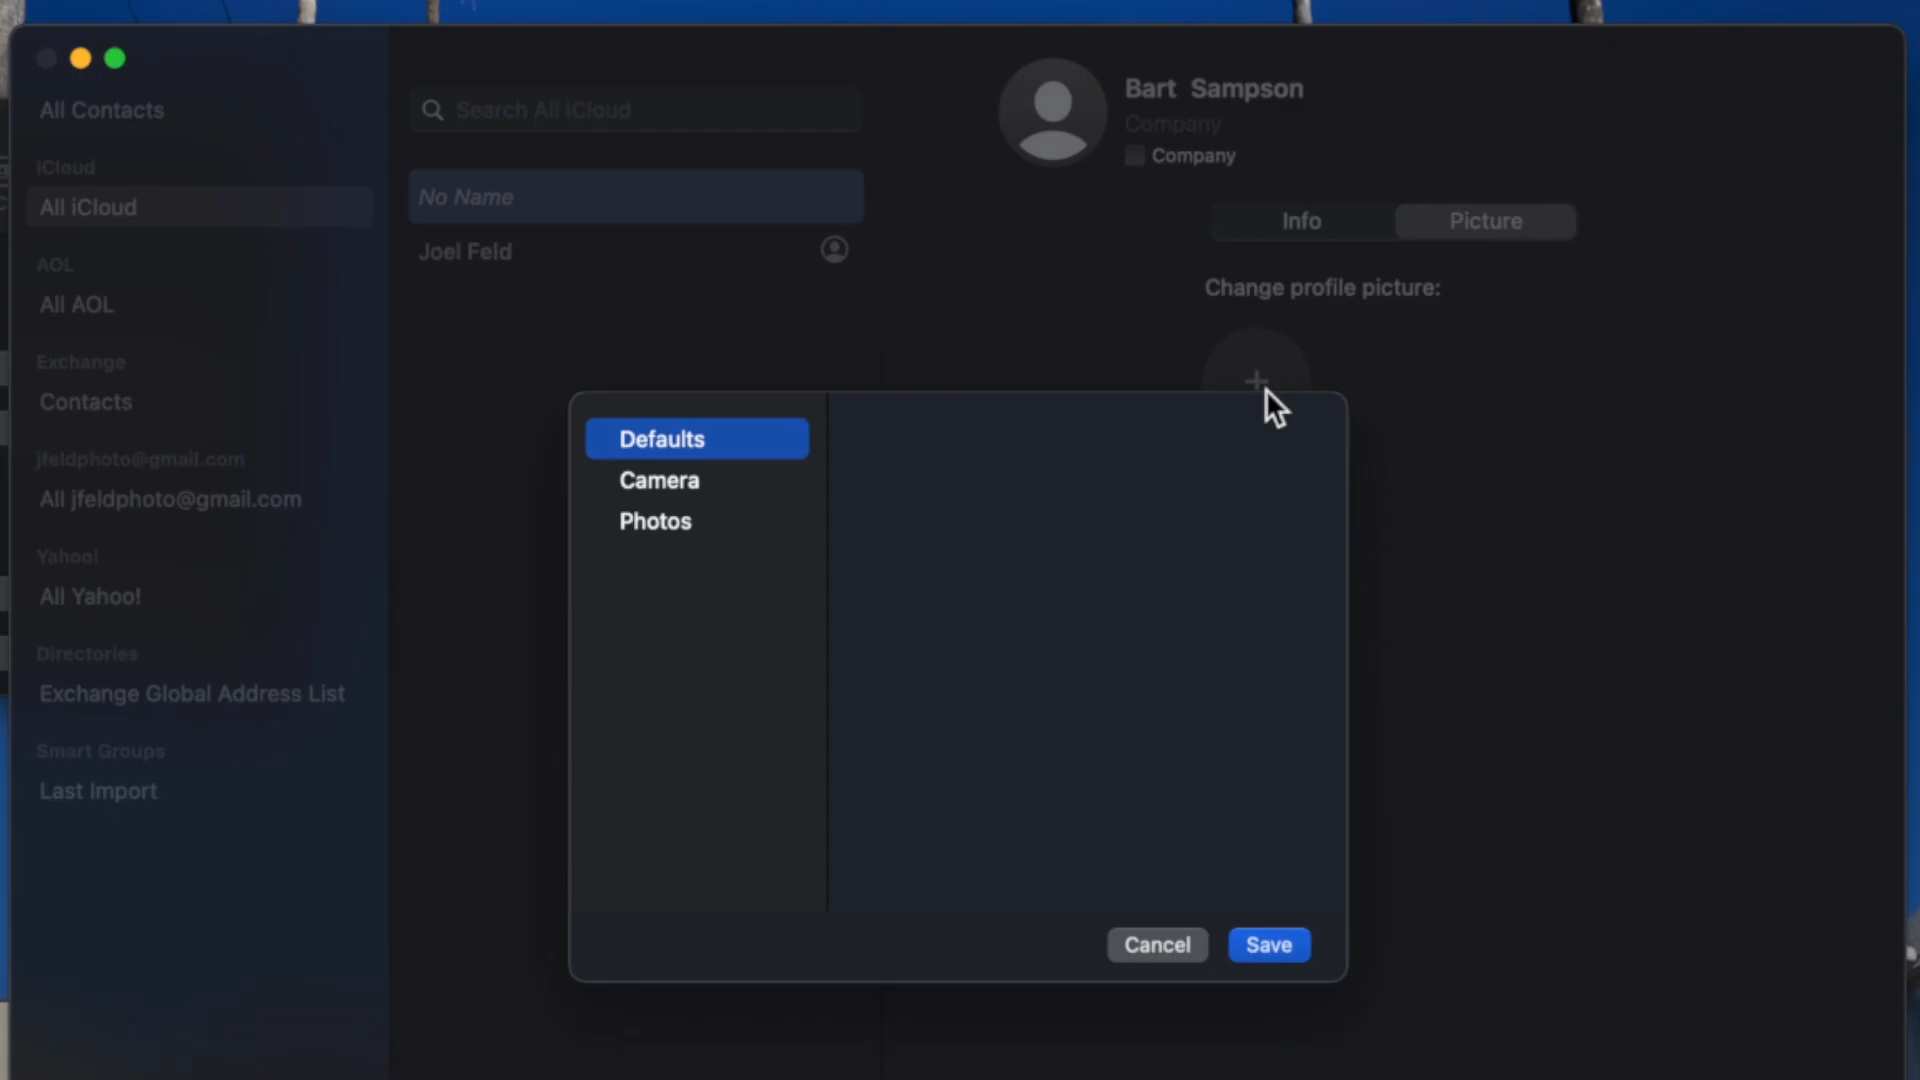 All Contacts
iCloud
All iCloud
AOL
All AOL
Exchange
Contacts
jfeldphoto@gmail.com
All jfeldphoto@gmail.com
Yahoo!
All Yahoo!
Directories
Exchange Global Address List
Smart Groups
Last Import
Search All iCloud
No Name
Joel Feld
Bart Sampson
Company
Company
Info
Picture
Change profile picture:
Defaults
Camera
Photos
Cancel
Save